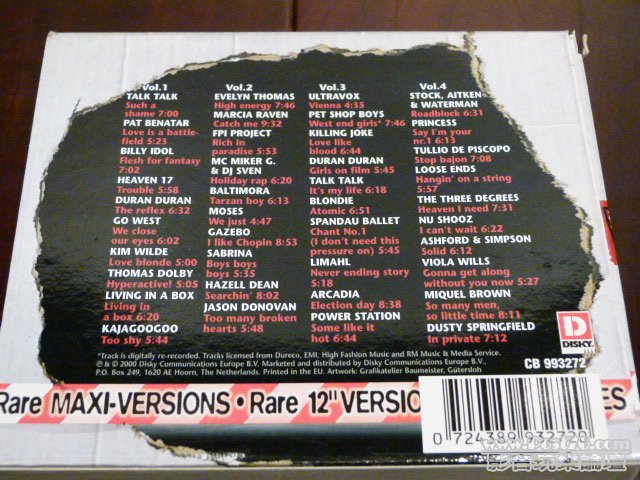 Vol.1
TALK TALK
Such a
shame 7:00
PAT BENATAR
Love is a battle-
field 5:23
BILLY IDOL
Flesh for fantasy
7:02
HEAVEN 17
Trouble 5:58
DURAN DURAN
The reflex 6:32
GO WEST
We close
our eyes 6:02
KIM WILDE
Love blonde 5:00
THOMAS DOLBY
Hyperactive! 5:05
LIVING IN A BOX
Living in
a box 6:20
KAJAGOOGOO
Too shy 5:44
Vol.2
EVELYN THOMAS
High energy 7:46
MARCIA RAVEN
Catch me 9:32
FPI PROJECT
Rich in
paradise 5:53
MC MIKER G.
& DJ SVEN
Holiday rap 6:20
BALTIMORA
Tarzan boy 6:13
MOSES
We just 4:47
GAZEBO
I like Chopin 8:53
SABRINA
Boys boys
boys 5:35
HAZELL DEAN
Searchin' 8:02
JASON DONOVAN
Too many broken
hearts 5:48
Vol.3
ULTRAVOX
Vienna 4:35
PET SHOP BOYS
West end girls* 7:46
KILLING JOKE
Love like
blood 6:44
DURAN DURAN
Girls on film 5:45
TALK TALK
It's my life 6:18
BLONDIE
Atomic 6:51
SPANDAU BALLET
Chant No.1
(I don't need this
pressure on) 5:45
LIMAHL
Never ending story
5:18
ARCADIA
Election day 8:38
POWER STATION
Some like it
hot 6:44
Vol.4
STOCK, AITKEN
& WATERMAN
Roadblock 6:31
PRINCESS
Say I'm your
nr.1 6:13
TULLIO DE PISCOPO
Stop bajon 7:08
LOOSE ENDS
Hangin' on a string
5:57
THE THREE DEGREES
Heaven I need 7:31
NU SHOOZ
I can't wait 6:22
ASHFORD & SIMPSON
Solid 6:12
VIOLA WILLS
Gonna get along
without you now 5:27
MIQUEL BROWN
So many men,
so little time 8:11
DUSTY SPRINGFIELD
In private 7:12
*Track is digitally re-recorded. Tracks licensed from Dureco, EMI, High Fashion Music and RM Music & Media Service.
℗ & © 2000 Disky Communications Europe B.V. Marketed and distributed by Disky Communications Europe B.V.,
P.O. Box 249, 1620 AE Hoorn, The Netherlands. Printed in the EU. Artwork: Grafikatelier Baumeister, Gütersloh
D
DISKY.
CB 993272
Rare MAXI-VERSIONS • Rare 12" VERSIO ES
0 724389 932720
影音玩樂論壇